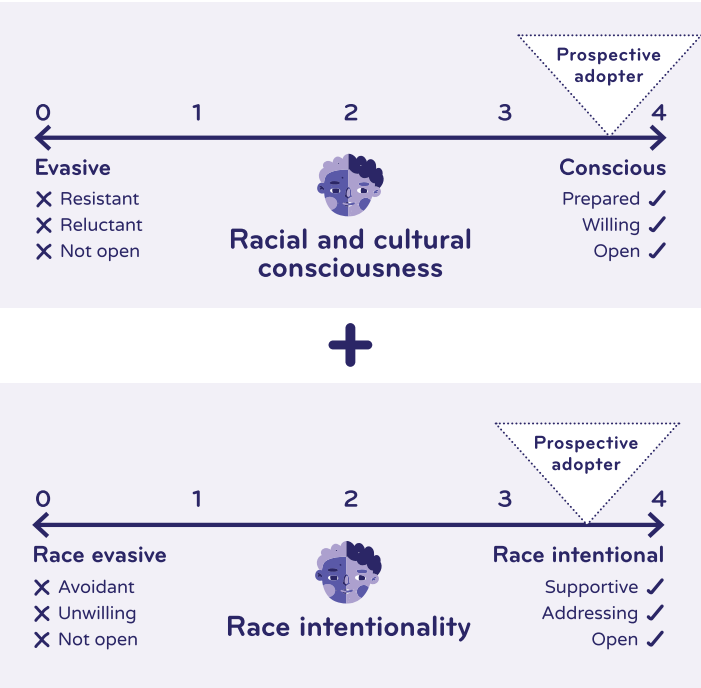 Prospective
adopter
0 1 2 3 4
Evasive
Resistant
Reluctant
Not open
Conscious
Prepared
Willing
Open
Racial and cultural
consciousness
+
Prospective
adopter
0 1 2 3 4
Race evasive
Avoidant
Unwilling
Not open
Race intentional
Supportive
Addressing
Open
Race intentionality